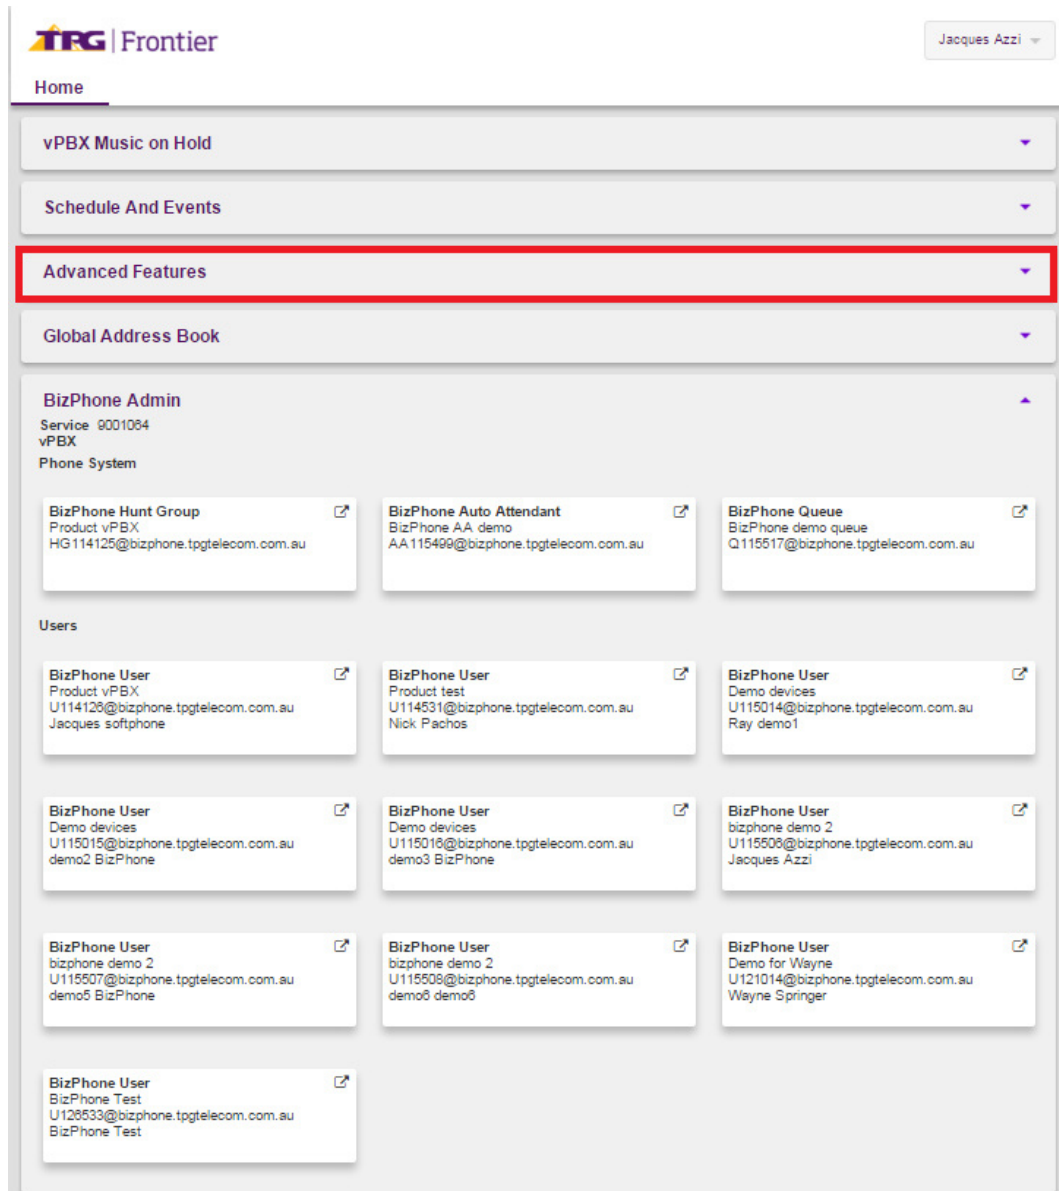 TPG | Frontier
Jacques Azzi
Home
vPBX Music on Hold
Schedule And Events
Advanced Features
Global Address Book
BizPhone Admin
Service 9001064
vPBX
Phone System
BizPhone Hunt Group
Product vPBX
HG114125@bizphone.tpgtelecom.com.au
BizPhone Auto Attendant
BizPhone AA demo
AA115499@bizphone.tpgtelecom.com.au
BizPhone Queue
BizPhone demo queue
Q115517@bizphone.tpgtelecom.com.au
Users
BizPhone User
Product vPBX
U114126@bizphone.tpgtelecom.com.au
Jacques softphone
BizPhone User
Product test
U114531@bizphone.tpgtelecom.com.au
Nick Pachos
BizPhone User
Demo devices
U115014@bizphone.tpgtelecom.com.au
Ray demo1
BizPhone User
Demo devices
U115015@bizphone.tpgtelecom.com.au
demo2 BizPhone
BizPhone User
Demo devices
U115016@bizphone.tpgtelecom.com.au
demo3 BizPhone
BizPhone User
bizphone demo 2
U115506@bizphone.tpgtelecom.com.au
Jacques Azzi
BizPhone User
bizphone demo 2
U115507@bizphone.tpgtelecom.com.au
demo5 BizPhone
BizPhone User
bizphone demo 2
U115508@bizphone.tpgtelecom.com.au
demo6 demo6
BizPhone User
Demo for Wayne
U121014@bizphone.tpgtelecom.com.au
Wayne Springer
BizPhone User
BizPhone Test
U126533@bizphone.tpgtelecom.com.au
BizPhone Test